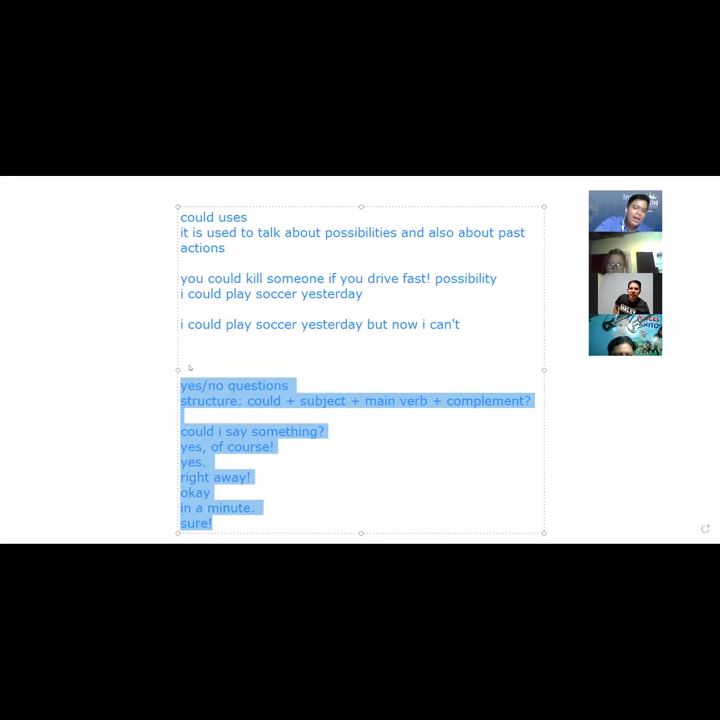 could uses
it is used to talk about possibilities and also about past
actions
you could kill someone if you drive fast! possibility
i could play soccer yesterday
i could play soccer yesterday but now i can't
yes/no questions
structure: could + subject + main verb + complement?
could i say something?
yes, of course!
yes.
right away!
okay
in a minute.
sure!